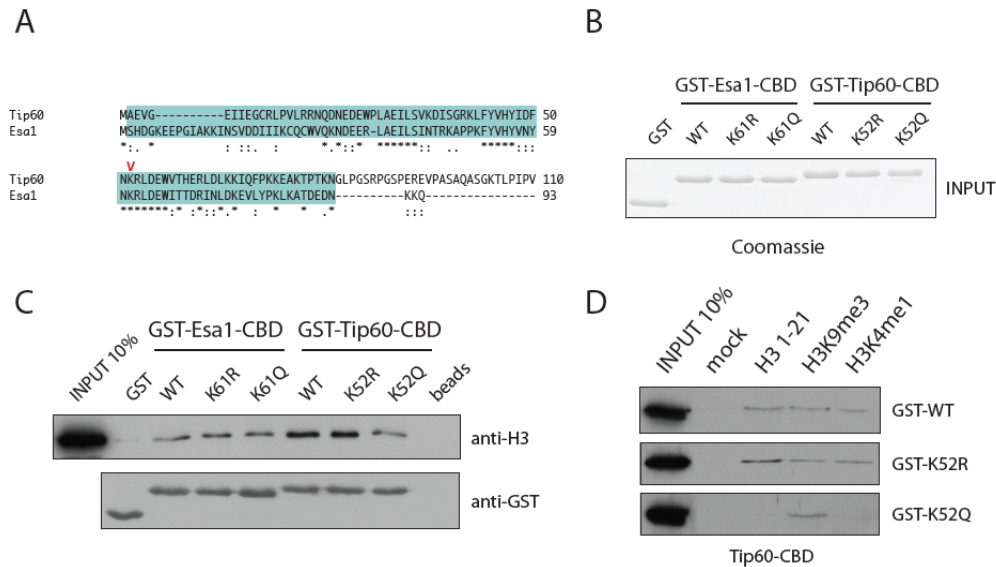 A
Tip60 MAEVG----------EIIEGCRLPVLRRNQDNEDEWPLAEILSVKDISGRKLFYVHYIDF 50
Esa1 MSHDGKEEPGIAKKINSVDDIIIKCQCWVQKNDEER-LAEILSINTRKAPPKFYVHYVNY 59
*:. * : :. :: . *.*:: ******:: .. *****:::
V
Tip60 NKRLDEWVTHERLDLKKIQFPKKEAKTPTKNGLPGSRPGSPEREVPASAQASGKTLPIPV 110
Esa1 NKRLDEWITTDRINLDKEVLYPKLKATDEDN----------KKQ---------------- 93
*******:* :*::*.* : * * .* :::
B
GST-Esa1-CBD GST-Tip60-CBD
GST WT K61R K61Q WT K52R K52Q
INPUT
Coomassie
C
GST-Esa1-CBD GST-Tip60-CBD
INPUT 10% GST WT K61R K61Q WT K52R K52Q beads
anti-H3
anti-GST
D
INPUT 10% mock H3 1-21 H3K9me3 H3K4me1
GST-WT
GST-K52R
GST-K52Q
Tip60-CBD